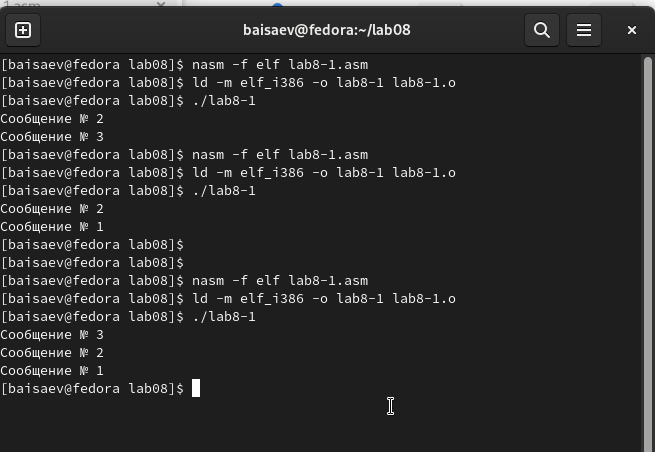 1.asm
baisaev@fedora:~/lab08
[baisaev@fedora lab08]$ nasm -f elf lab8-1.asm
[baisaev@fedora lab08]$ ld -m elf_i386 -o lab8-1 lab8-1.o
[baisaev@fedora lab08]$ ./lab8-1
Сообщение № 2
Сообщение № 3
[baisaev@fedora lab08]$ nasm -f elf lab8-1.asm
[baisaev@fedora lab08]$ ld -m elf_i386 -o lab8-1 lab8-1.o
[baisaev@fedora lab08]$ ./lab8-1
Сообщение № 2
Сообщение № 1
[baisaev@fedora lab08]$
[baisaev@fedora lab08]$
[baisaev@fedora lab08]$ nasm -f elf lab8-1.asm
[baisaev@fedora lab08]$ ld -m elf_i386 -o lab8-1 lab8-1.o
[baisaev@fedora lab08]$ ./lab8-1
Сообщение № 3
Сообщение № 2
Сообщение № 1
[baisaev@fedora lab08]$